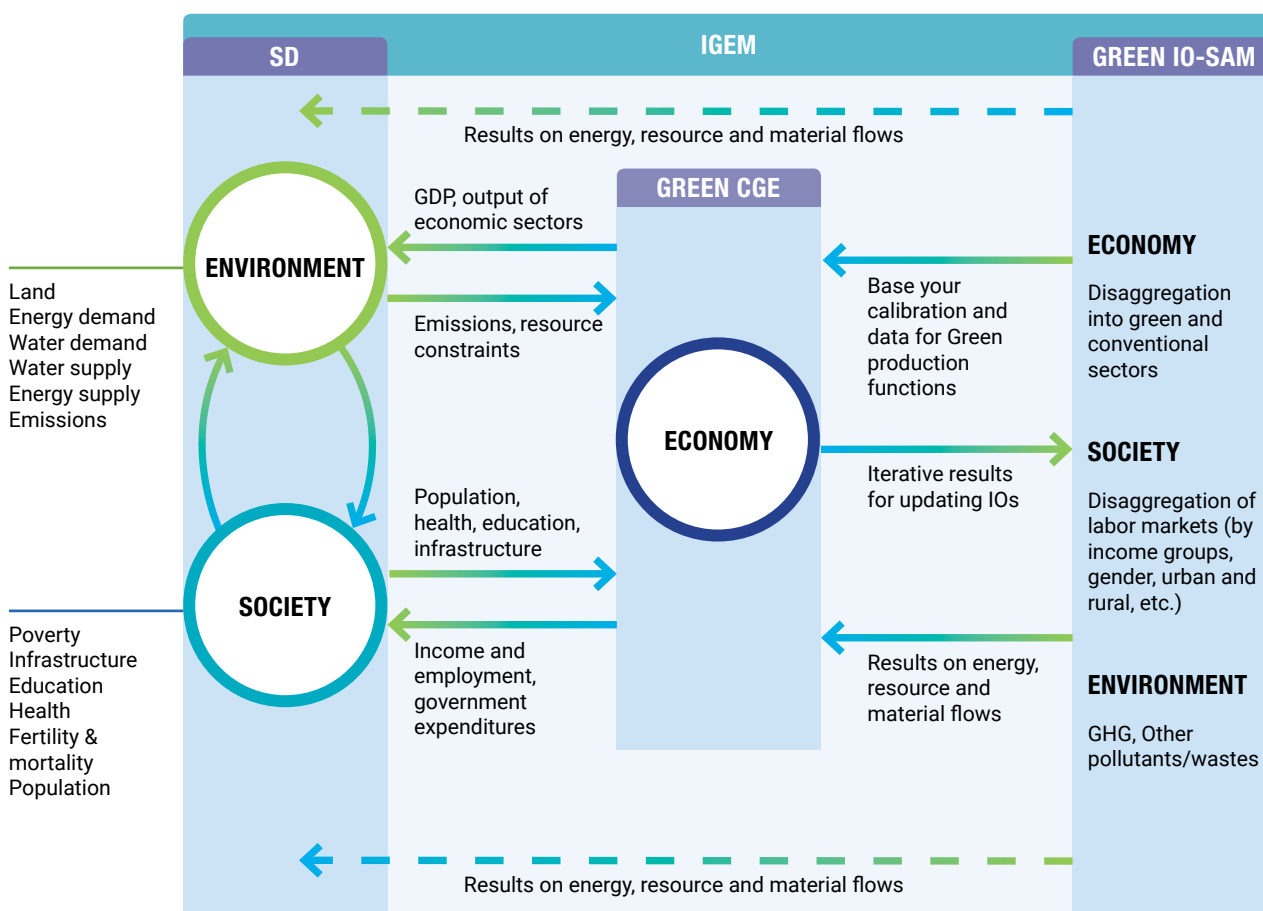 IGEM
SD
GREEN IO-SAM
Results on energy, resource and material flows
GREEN CGE
GDP, output of
economic sectors
ENVIRONMENT
Emissions, resource
constraints
Land
Energy demand
Water demand
Water supply
Energy supply
Emissions
ECONOMY
Population,
health, education,
infrastructure
SOCIETY
Income and
employment,
government
expenditures
Poverty
Infrastructure
Education
Health
Fertility &
mortality
Population
Base your
calibration and
data for Green
production
functions
Iterative results
for updating IOs
Results on energy,
resource and
material flows
ECONOMY
Disaggregation
into green and
conventional
sectors
SOCIETY
Disaggregation of
labor markets (by
income groups,
gender, urban and
rural, etc.)
ENVIRONMENT
GHG, Other
pollutants/wastes
Results on energy, resource and material flows